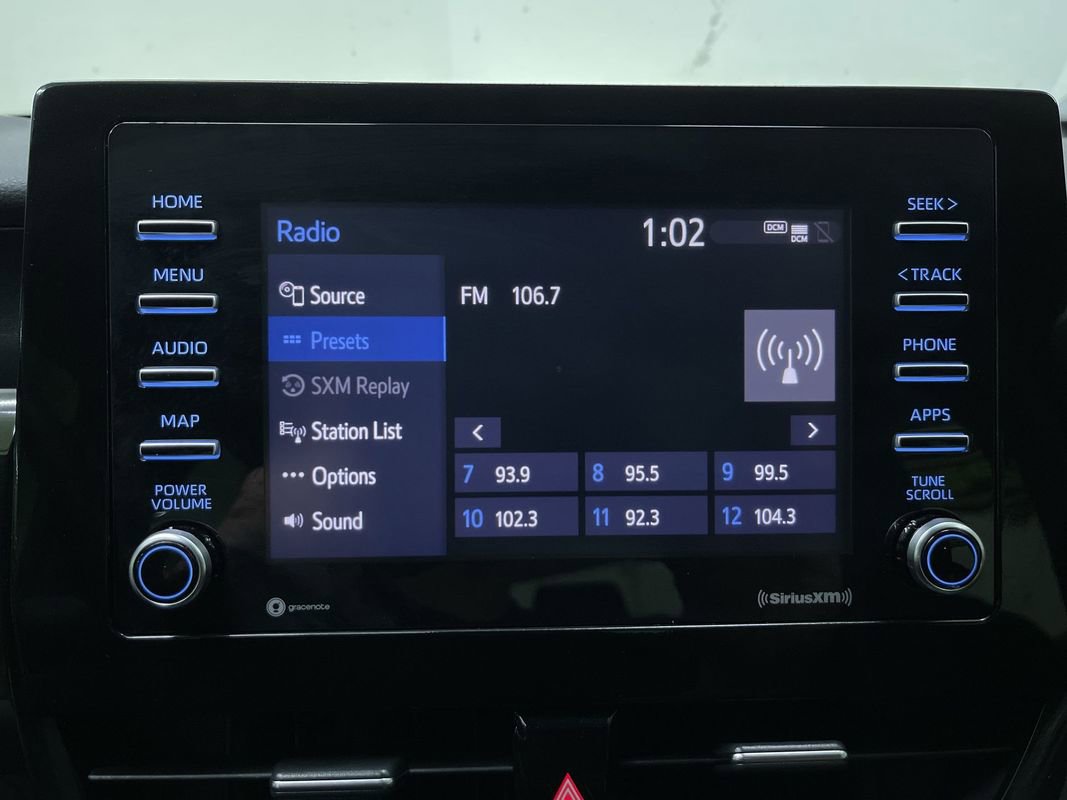 HOME
MENU
AUDIO
MAP
POWER
VOLUME
Radio
1:02
DCM
DCM
Source
Presets
SXM Replay
Station List
Options
Sound
FM 106.7
<
>
7 93.9
8 95.5
9 99.5
10 102.3
11 92.3
12 104.3
SEEK >
< TRACK
PHONE
APPS
TUNE
SCROLL
gracenote
SiriusXM